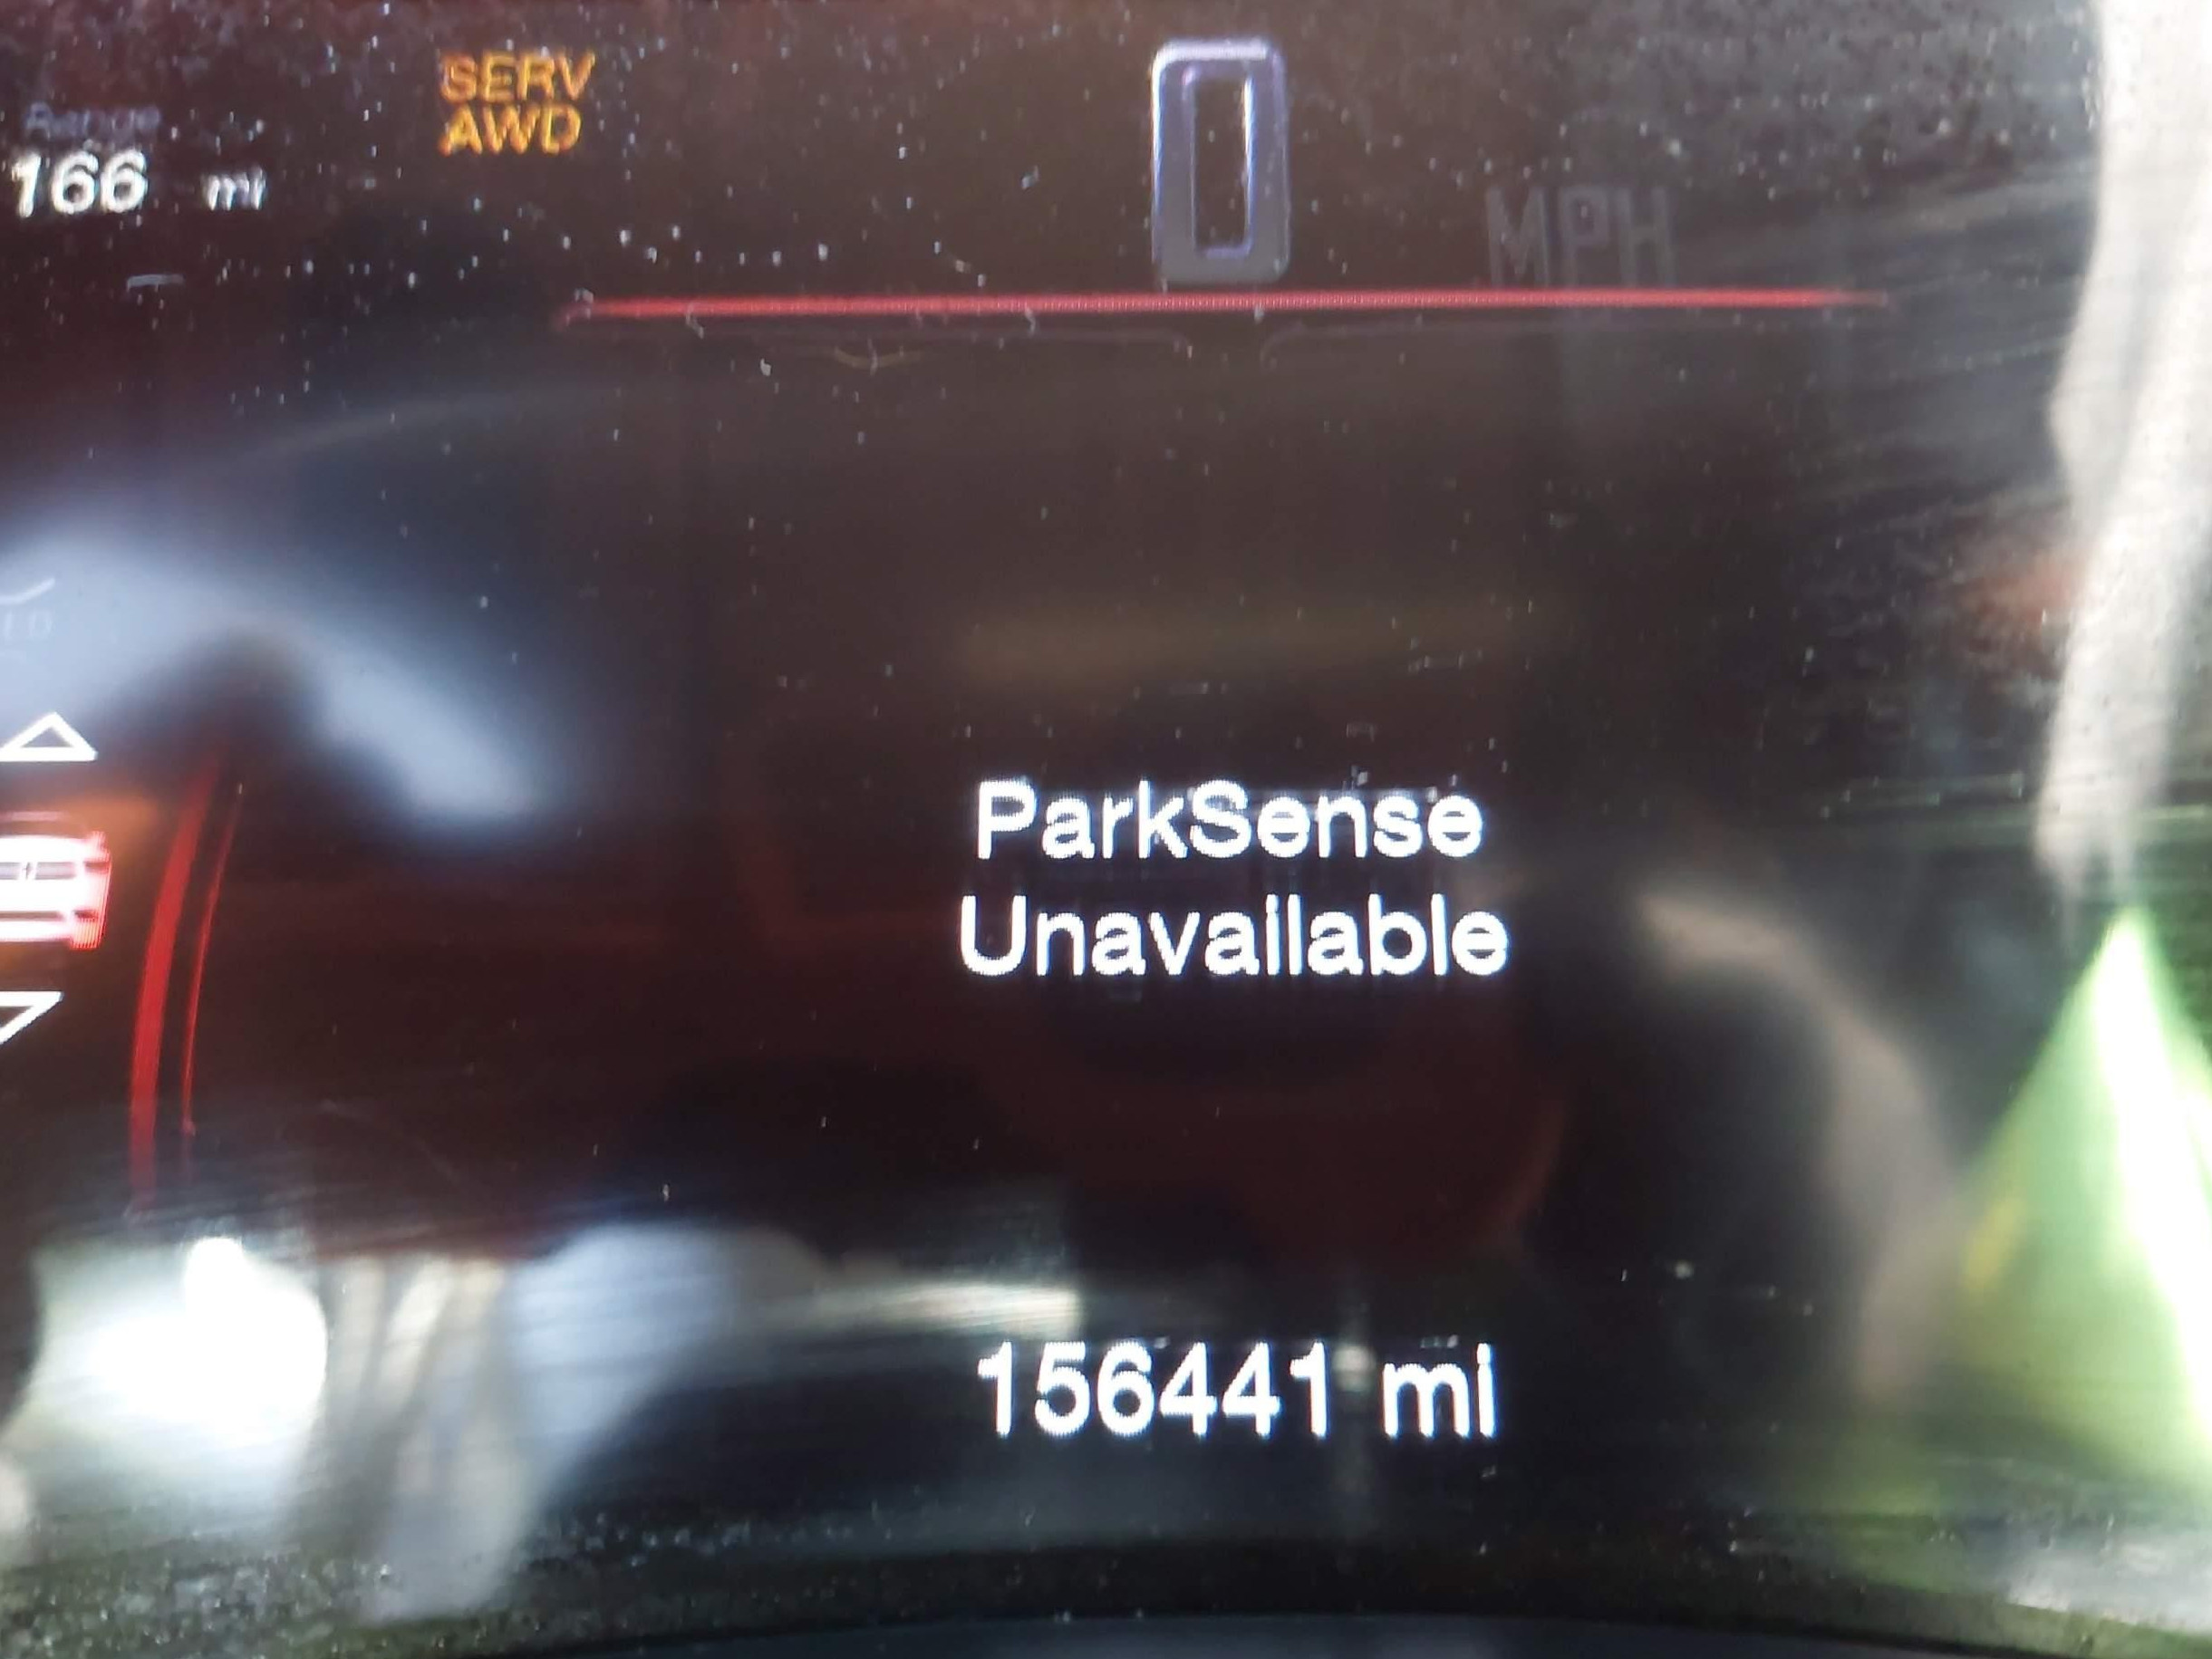 SERV
AWD
Range
166 mi
0
MPH
ParkSense
Unavailable
156441 mi